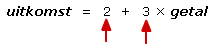 uitkomst = 2 + 3 × getal